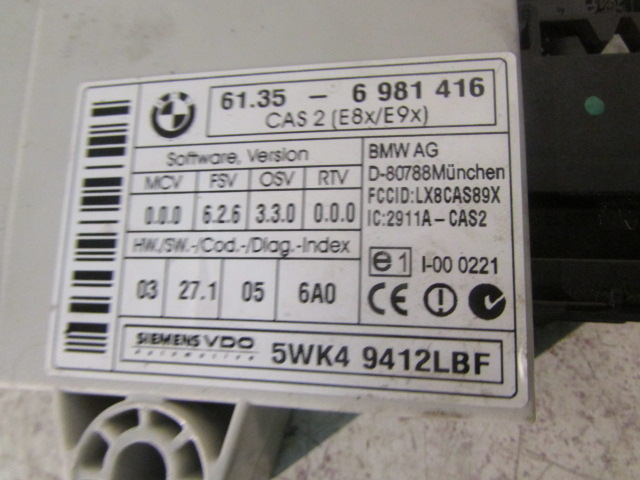 61.35 - 6 981 416
CAS 2 (E8x/E9x)
Software, Version
MCV FSV OSV RTV
0.0.0 6.2.6 3.3.0 0.0.0
HW./SW.-/Cod.-/Diag.-Index
03 27.1 05 6A0
BMW AG
D-80788München
FCCID:LX8CAS89X
IC:2911A-CAS2
e1 I-00 0221
CE
SIEMENS VDO
Automotive
5WK4 9412LBF